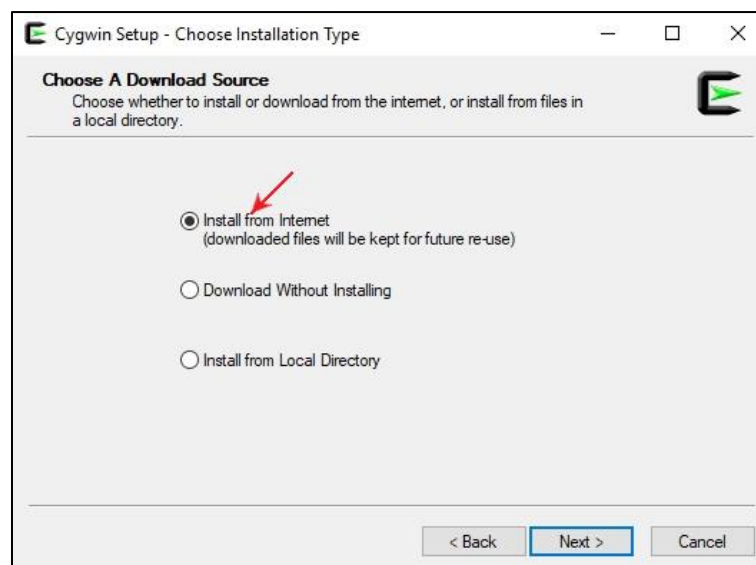 Cygwin Setup - Choose Installation Type
Choose A Download Source
Choose whether to install or download from the internet, or install from files in
a local directory.
Install from Internet
(downloaded files will be kept for future re-use)
Download Without Installing
Install from Local Directory
< Back Next > Cancel